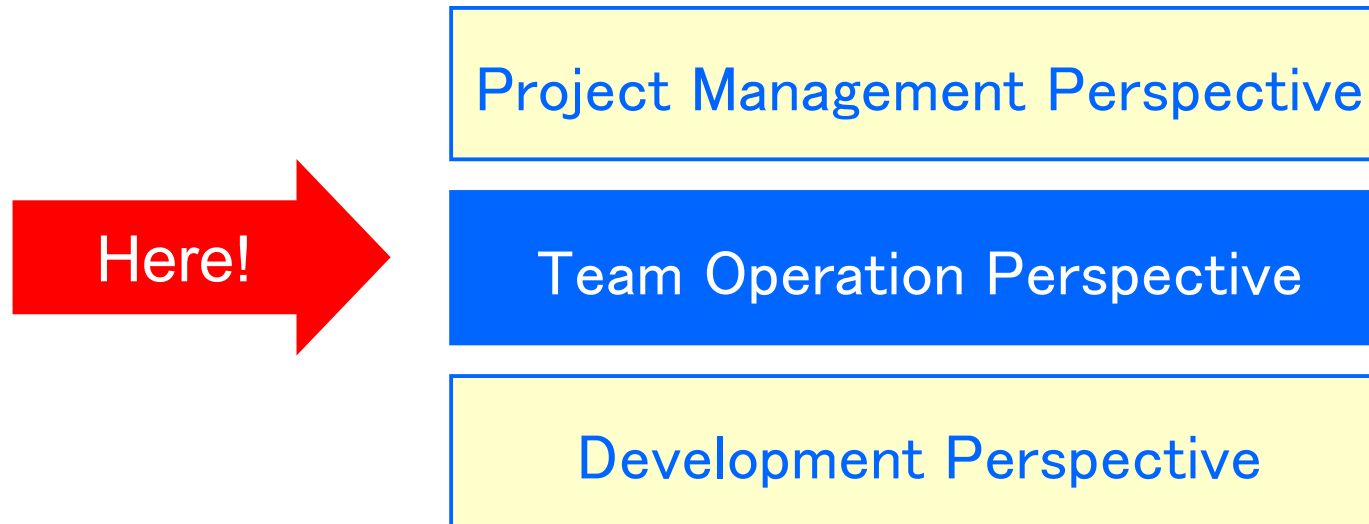 Project Management Perspective
Here!
Team Operation Perspective
Development Perspective